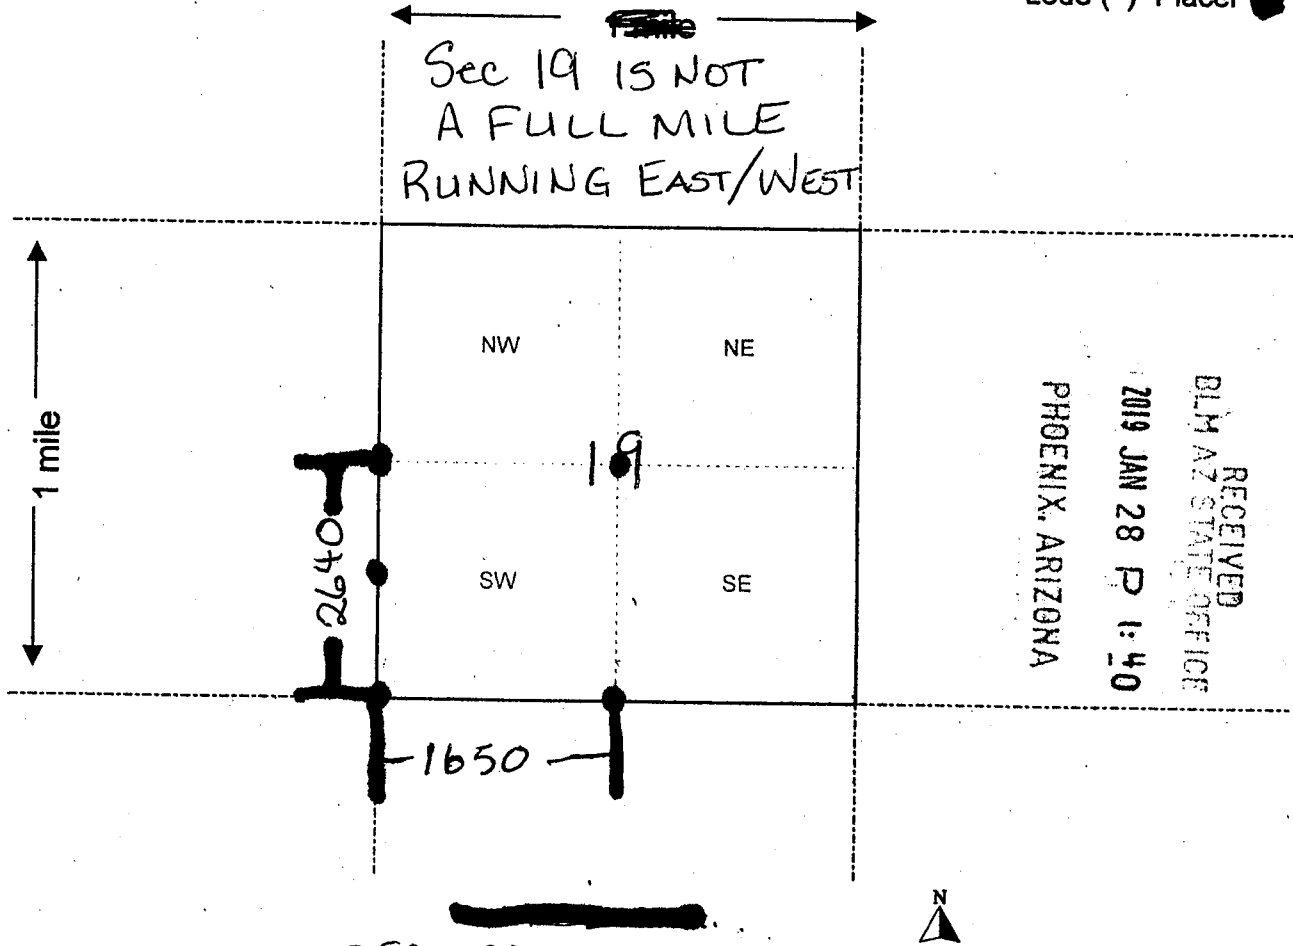 Placer
Sec 19 IS NOT
A FULL MILE
RUNNING EAST/WEST
NW
NE
1 mile
19
2640
SW
SE
1650
N
RECEIVED
BLM AZ STATE OFFICE
2019 JAN 28 P 1:40
PHOENIX, ARIZONA